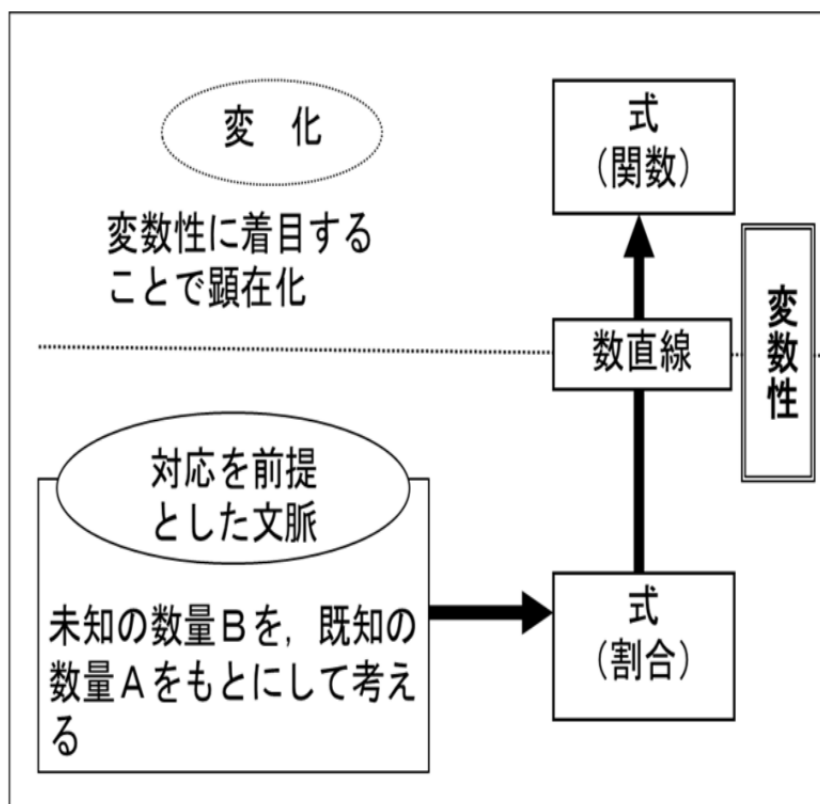 変　化
変数性に着目する
ことで顕在化
式
（関数）
数直線
変数性
対応を前提
とした文脈
未知の数量Ｂを，既知の
数量Ａをもとにして考え
る
式
（割合）